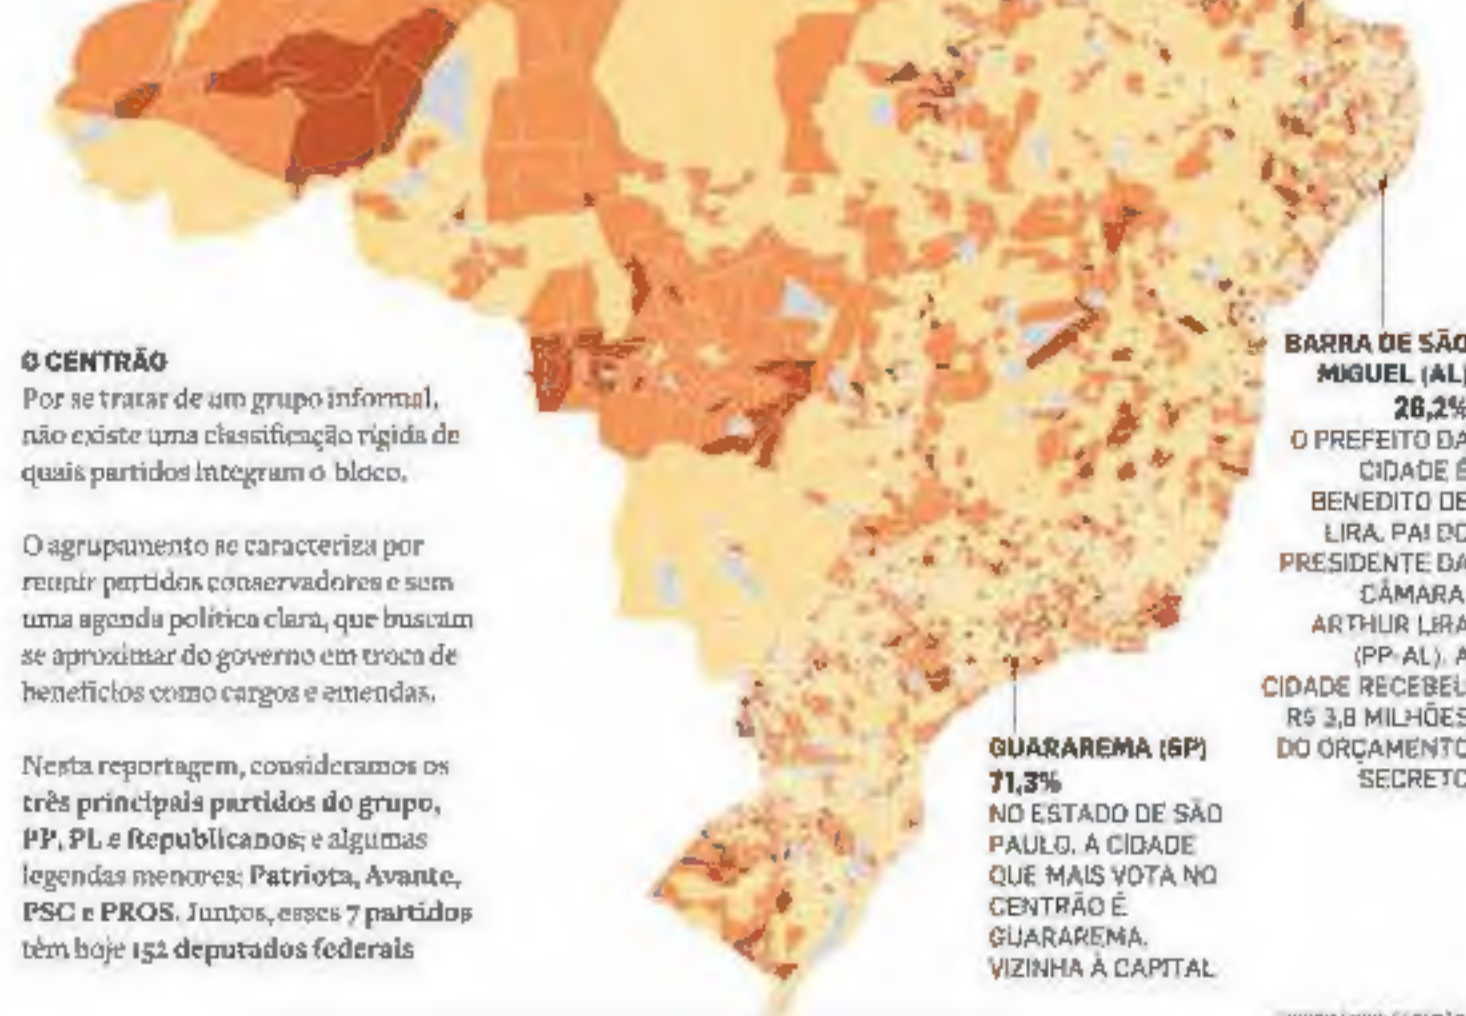 O CENTRÃO
Por se tratar de um grupo informal,
não existe uma classificação rígida de
quais partidos integram o bloco.
O agrupamento se caracteriza por
reunir partidos conservadores e sem
uma agenda política clara, que buscam
se aproximar do governo em troca de
benefícios como cargos e emendas.
Nesta reportagem, consideramos os
três principais partidos do grupo,
PP, PL e Republicanos; e algumas
legendas menores: Patriota, Avante,
PSC e PROS. Juntos, esses 7 partidos
têm hoje 152 deputados federais
GUARAREMA (SP)
71,3%
NO ESTADO DE SÃO
PAULO, A CIDADE
QUE MAIS VOTA NO
CENTRÃO É
GUARAREMA,
VIZINHA À CAPITAL
BARRA DE SÃO
MIGUEL (AL)
26,2%
O PREFEITO DA
CIDADE É
BENEDITO DE
LIRA, PAI DO
PRESIDENTE DA
CÂMARA,
ARTHUR LIRA
(PP-AL). A
CIDADE RECEBEU
R$ 3,8 MILHÕES
DO ORÇAMENTO
SECRETO